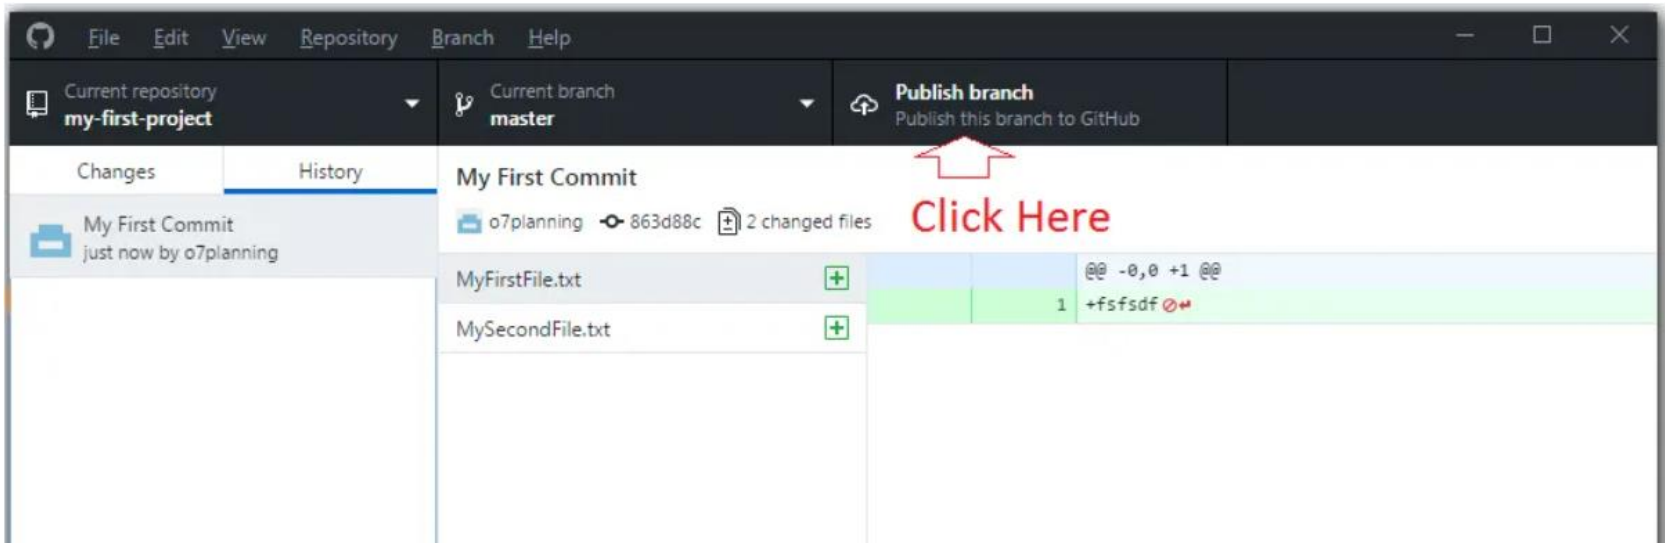 File Edit View Repository Branch Help
Current repository
my-first-project
Current branch
master
Publish branch
Publish this branch to GitHub
Changes
History
My First Commit
just now by o7planning
My First Commit
o7planning 863d88c 2 changed files
Click Here
MyFirstFile.txt
MySecondFile.txt
@@ -0,0 +1 @@
1 +fsfsdf